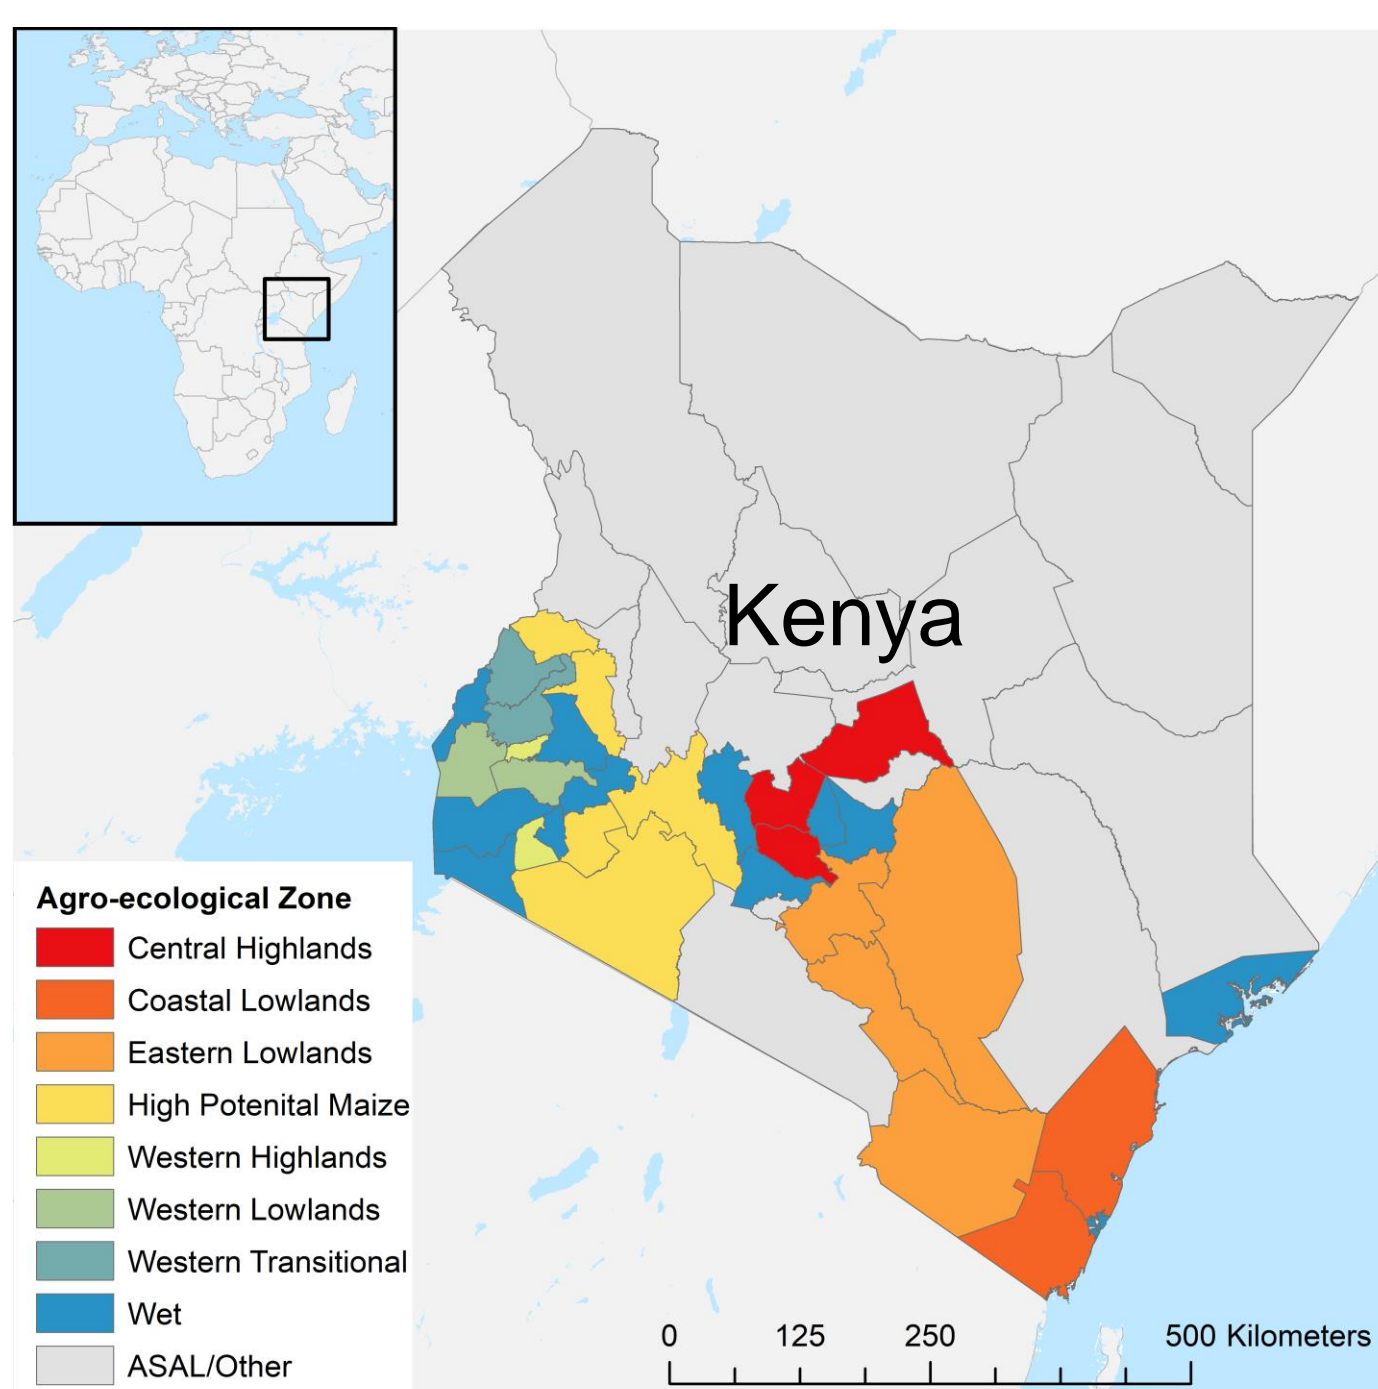 Kenya
Agro-ecological Zone
Central Highlands
Coastal Lowlands
Eastern Lowlands
High Potenital Maize
Western Highlands
Western Lowlands
Western Transitional
Wet
ASAL/Other
0 125 250 500 Kilometers